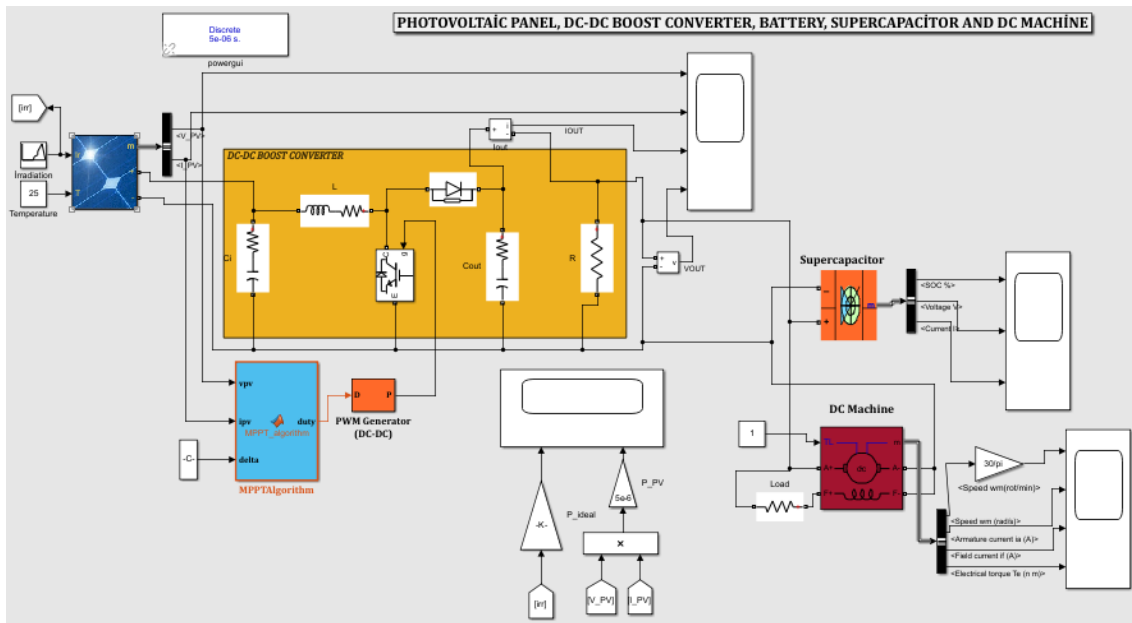 PHOTOVOLTAİC PANEL, DC-DC BOOST CONVERTER, BATTERY, SUPERCAPACİTOR AND DC MACHİNE
Discrete
5e-06 s.
powergui
[irr]
Ir
m
<V_PV>
<I_PV>
+
-
T
İrradiation
25
Temperature
DC-DC BOOST CONVERTER
L
Ci
g
C
E
Cout
R
+
i
-
Iout
IOUT
+
-
v
VOUT
Supercapacitor
-
+
m
<SOC %>
<Voltage V>
<Current I>
vpv
ipv
delta
duty
MPPT_algorithm
MPPTAlgorithm
-C-
D
P
PWM Generator
(DC-DC)
-K-
P_ideal
5e-6
P_PV
×
[irr]
[V_PV]
[I_PV]
DC Machine
1
TL
m
A+
dc
A-
F+
F-
Load
30/pi
<Speed wm(rot/min)>
<Speed wm (rad/s)>
<Armature current ia (A)>
<Field current if (A)>
<Electrical torque Te (n m)>